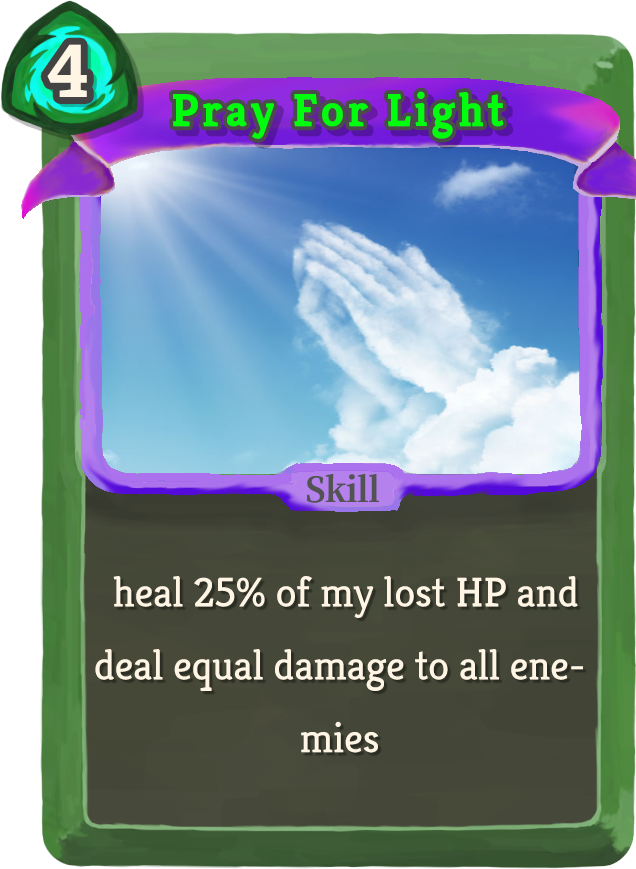 4
Pray For Light
Skill
heal 25% of my lost HP and
deal equal damage to all ene-
mies